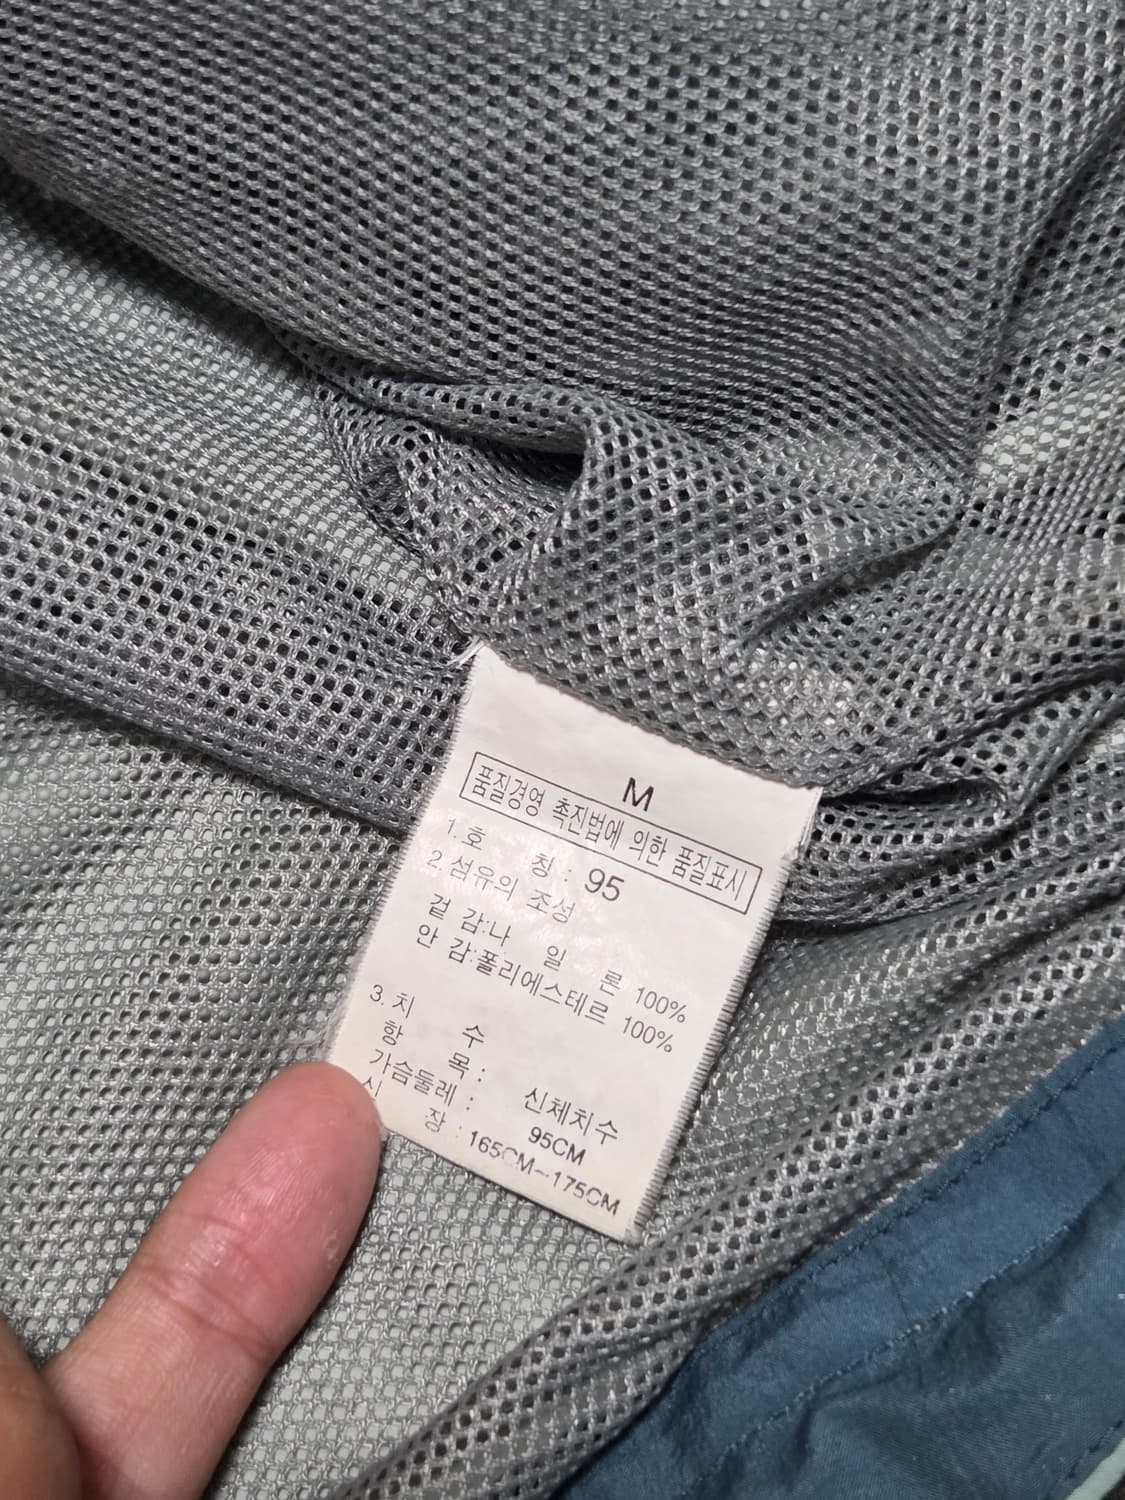 M
품질경영 촉진법에 의한 품질표시
1. 호 칭 : 95
2. 섬유의 조성
겉 감:나 일 론 100%
안 감:폴리에스테르 100%
3. 치 수
항 목 : 신체치수
가슴둘레 : 95CM
신 장 : 165CM~175CM